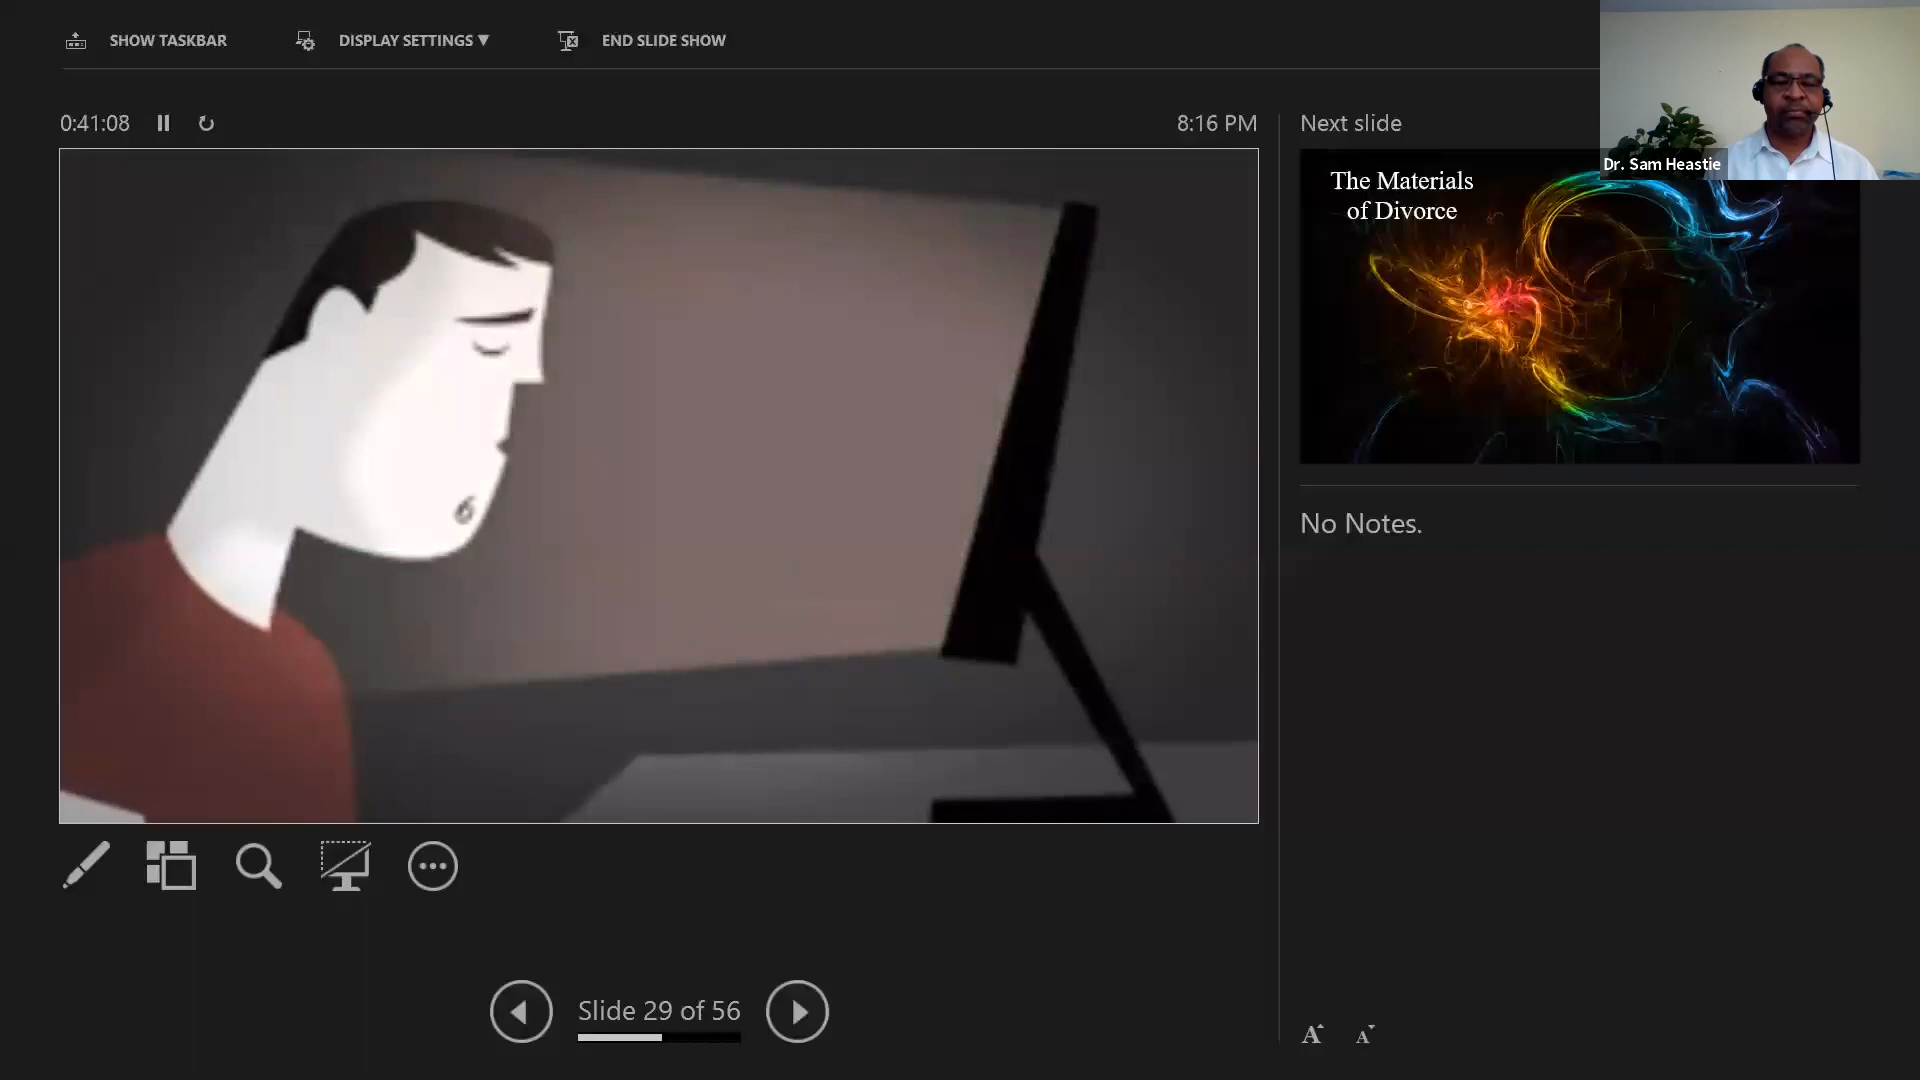 SHOW TASKBAR
DISPLAY SETTINGS ▼
END SLIDE SHOW
0:41:08
8:16 PM
Next slide
Dr. Sam Heastie
The Materials
of Divorce
6
No Notes.
Slide 29 of 56
A
A